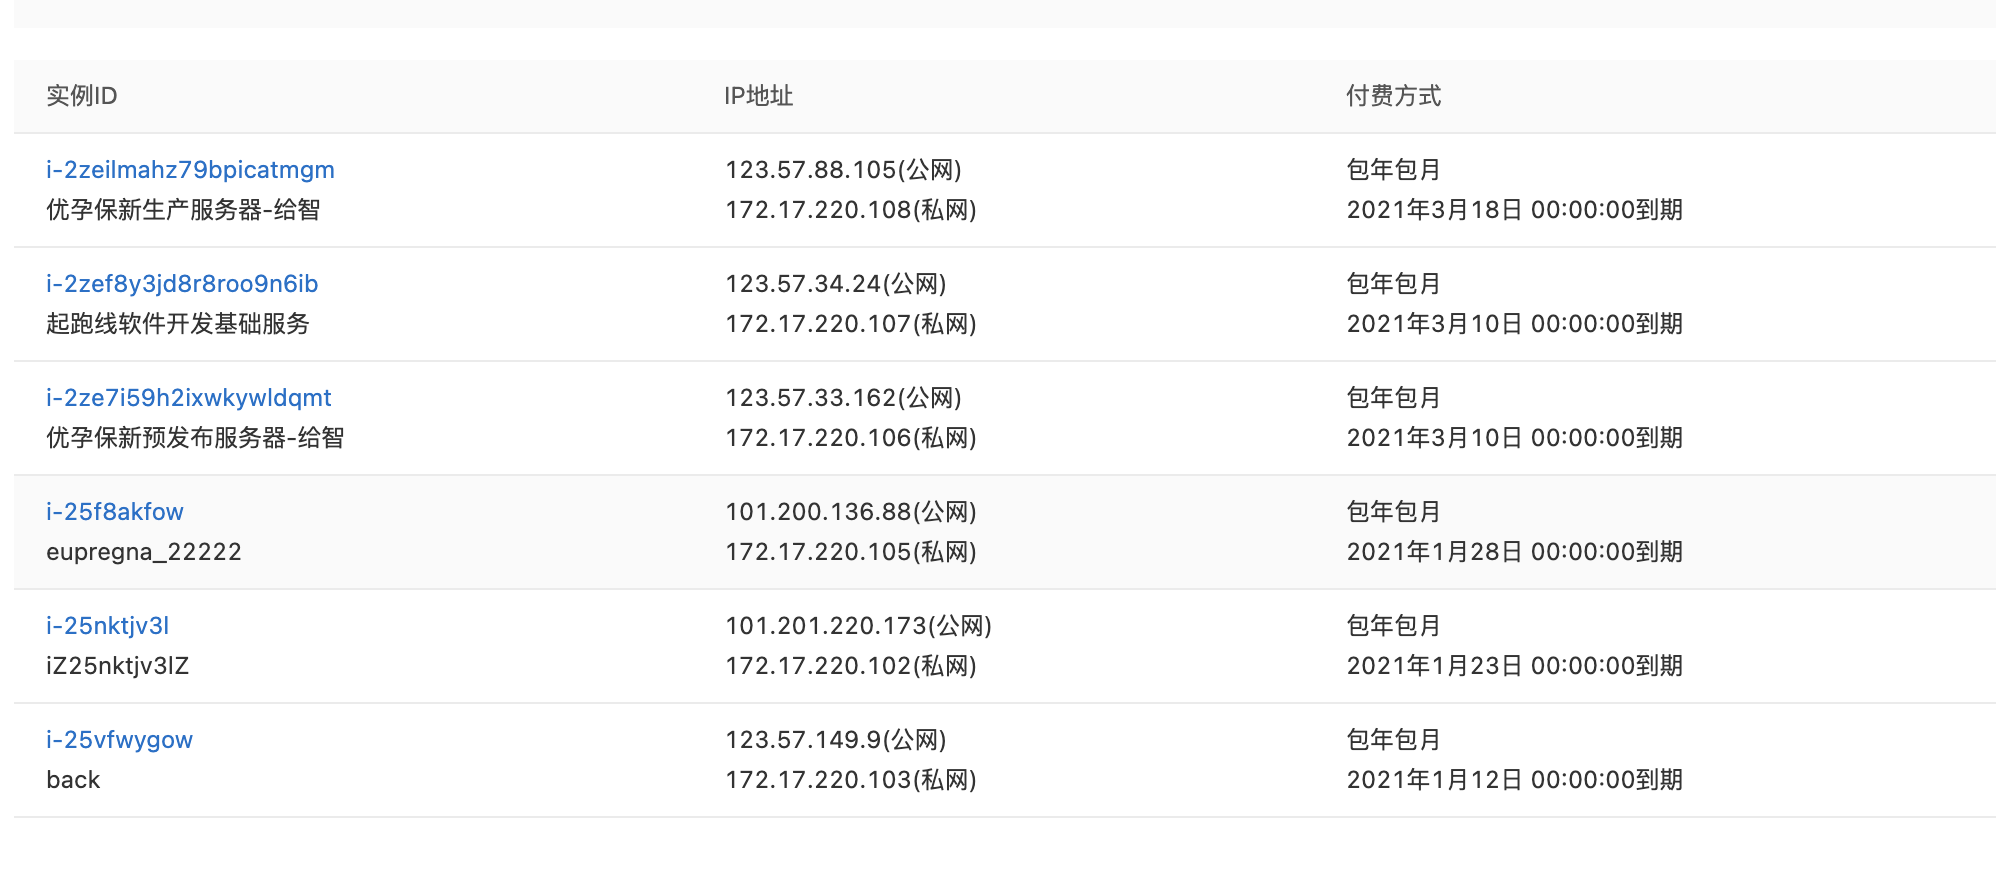 实例ID IP地址 付费方式
i-2zeilmahz79bpicatmgm 123.57.88.105(公网) 包年包月
优孕保新生产服务器-给智 172.17.220.108(私网) 2021年3月18日 00:00:00到期
i-2zef8y3jd8r8roo9n6ib 123.57.34.24(公网) 包年包月
起跑线软件开发基础服务 172.17.220.107(私网) 2021年3月10日 00:00:00到期
i-2ze7i59h2ixwkywldqmt 123.57.33.162(公网) 包年包月
优孕保新预发布服务器-给智 172.17.220.106(私网) 2021年3月10日 00:00:00到期
i-25f8akfow 101.200.136.88(公网) 包年包月
eupregna_22222 172.17.220.105(私网) 2021年1月28日 00:00:00到期
i-25nktjv3l 101.201.220.173(公网) 包年包月
iZ25nktjv3lZ 172.17.220.102(私网) 2021年1月23日 00:00:00到期
i-25vfwygow 123.57.149.9(公网) 包年包月
back 172.17.220.103(私网) 2021年1月12日 00:00:00到期